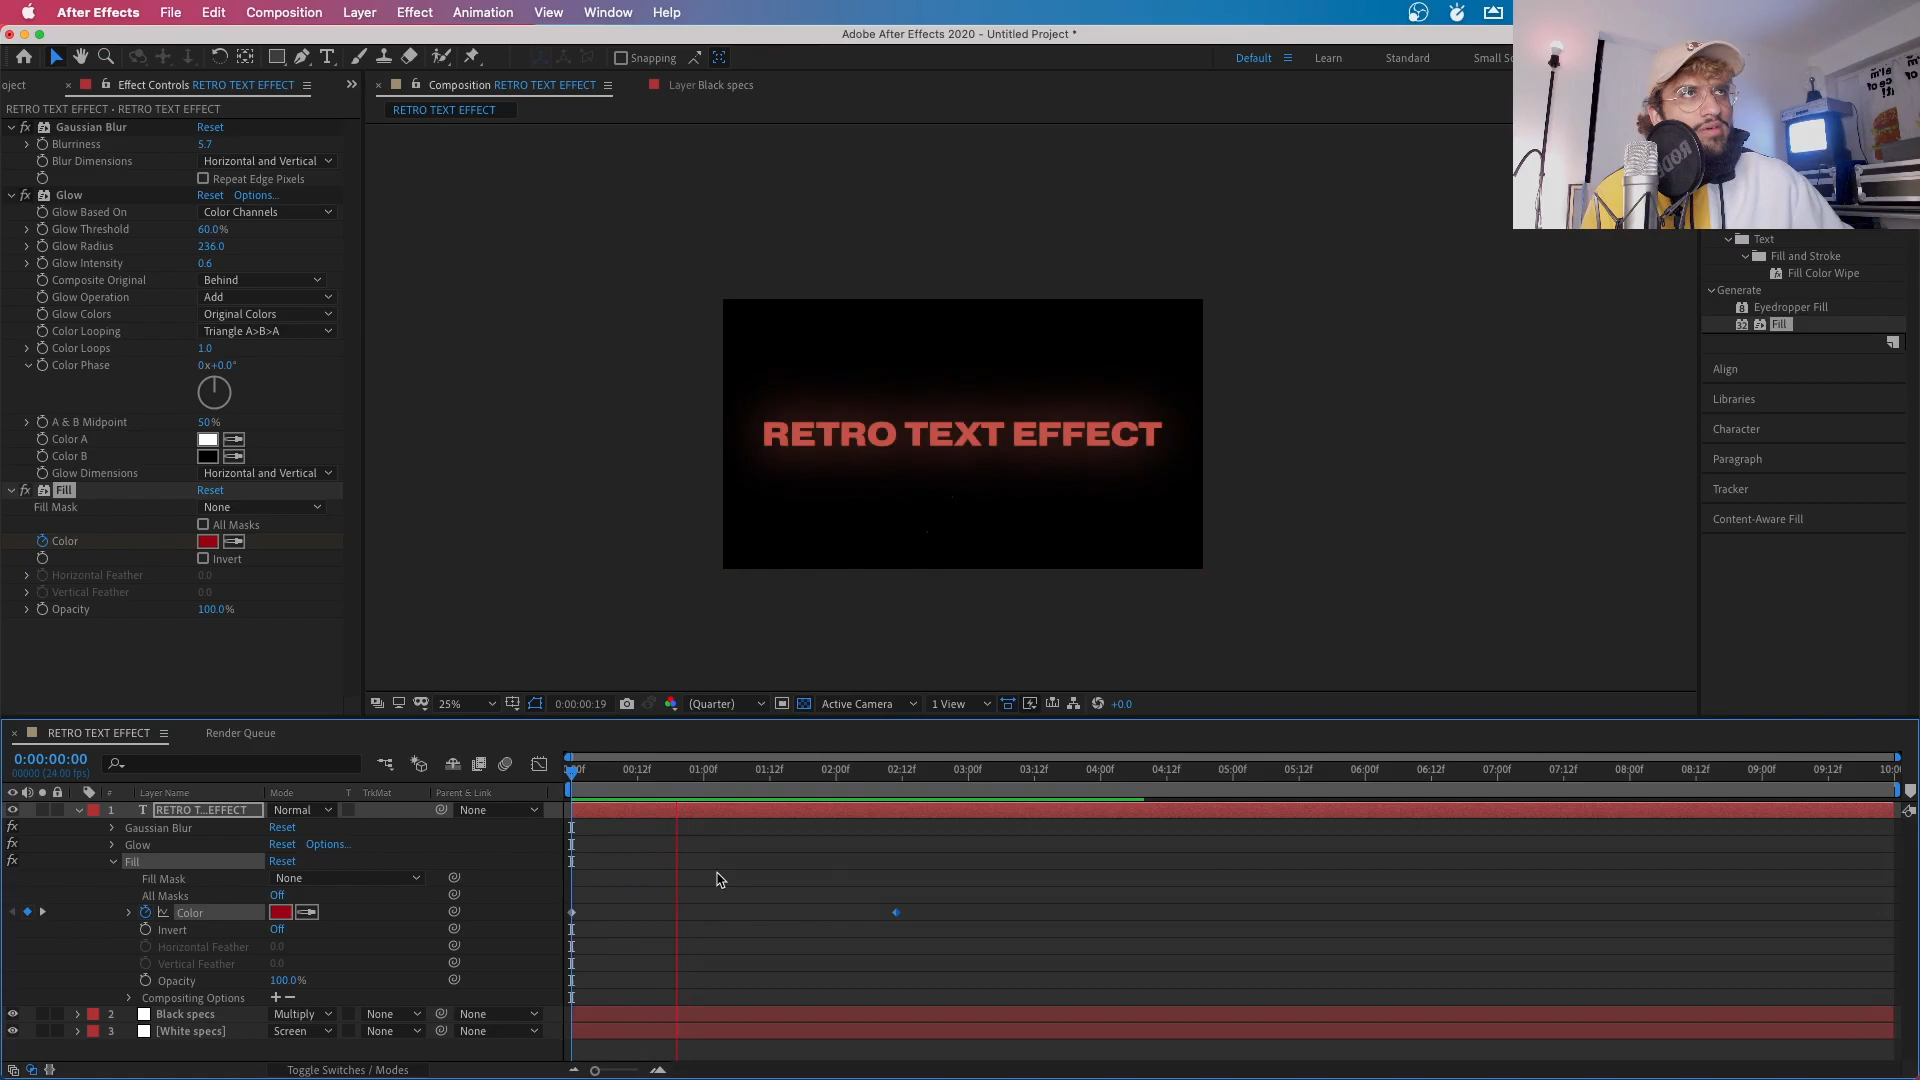 After Effects File Edit Composition Layer Effect Animation View Window Help
Adobe After Effects 2020 - Untitled Project *
Snapping
Default Learn Standard Small Sc
oject Effect Controls RETRO TEXT EFFECT
Composition RETRO TEXT EFFECT Layer Black specs
RETRO TEXT EFFECT • RETRO TEXT EFFECT
RETRO TEXT EFFECT
fx Gaussian Blur Reset
Blurriness 5.7
Blur Dimensions Horizontal and Vertical
Repeat Edge Pixels
fx Glow Reset Options...
Glow Based On Color Channels
Glow Threshold 60.0%
Glow Radius 236.0
Glow Intensity 0.6
Composite Original Behind
Glow Operation Add
Glow Colors Original Colors
Color Looping Triangle A>B>A
Color Loops 1.0
Color Phase 0x+0.0°
A & B Midpoint 50%
Color A
Color B
Glow Dimensions Horizontal and Vertical
fx Fill Reset
Fill Mask None
All Masks
Color
Invert
Horizontal Feather 0.0
Vertical Feather 0.0
Opacity 100.0%
RETRO TEXT EFFECT
RODE
Text
Fill and Stroke
Fill Color Wipe
Generate
Eyedropper Fill
32 Fill
Align
Libraries
Character
Paragraph
Tracker
Content-Aware Fill
25% 0:00:00:19 (Quarter) Active Camera 1 View +0.0
RETRO TEXT EFFECT Render Queue
0:00:00:00
00000 (24.00 fps)
00f 00:12f 01:00f 01:12f 02:00f 02:12f 03:00f 03:12f 04:00f 04:12f 05:00f 05:12f 06:00f 06:12f 07:00f 07:12f 08:00f 08:12f 09:00f 09:12f 10:0
# Layer Name Mode T TrkMat Parent & Link
1 T RETRO T...EFFECT Normal None
fx Gaussian Blur Reset
fx Glow Reset Options...
fx Fill Reset
Fill Mask None
All Masks Off
Color
Invert Off
Horizontal Feather 0.0
Vertical Feather 0.0
Opacity 100.0%
Compositing Options + −
2 Black specs Multiply None None
3 [White specs] Screen None None
Toggle Switches / Modes